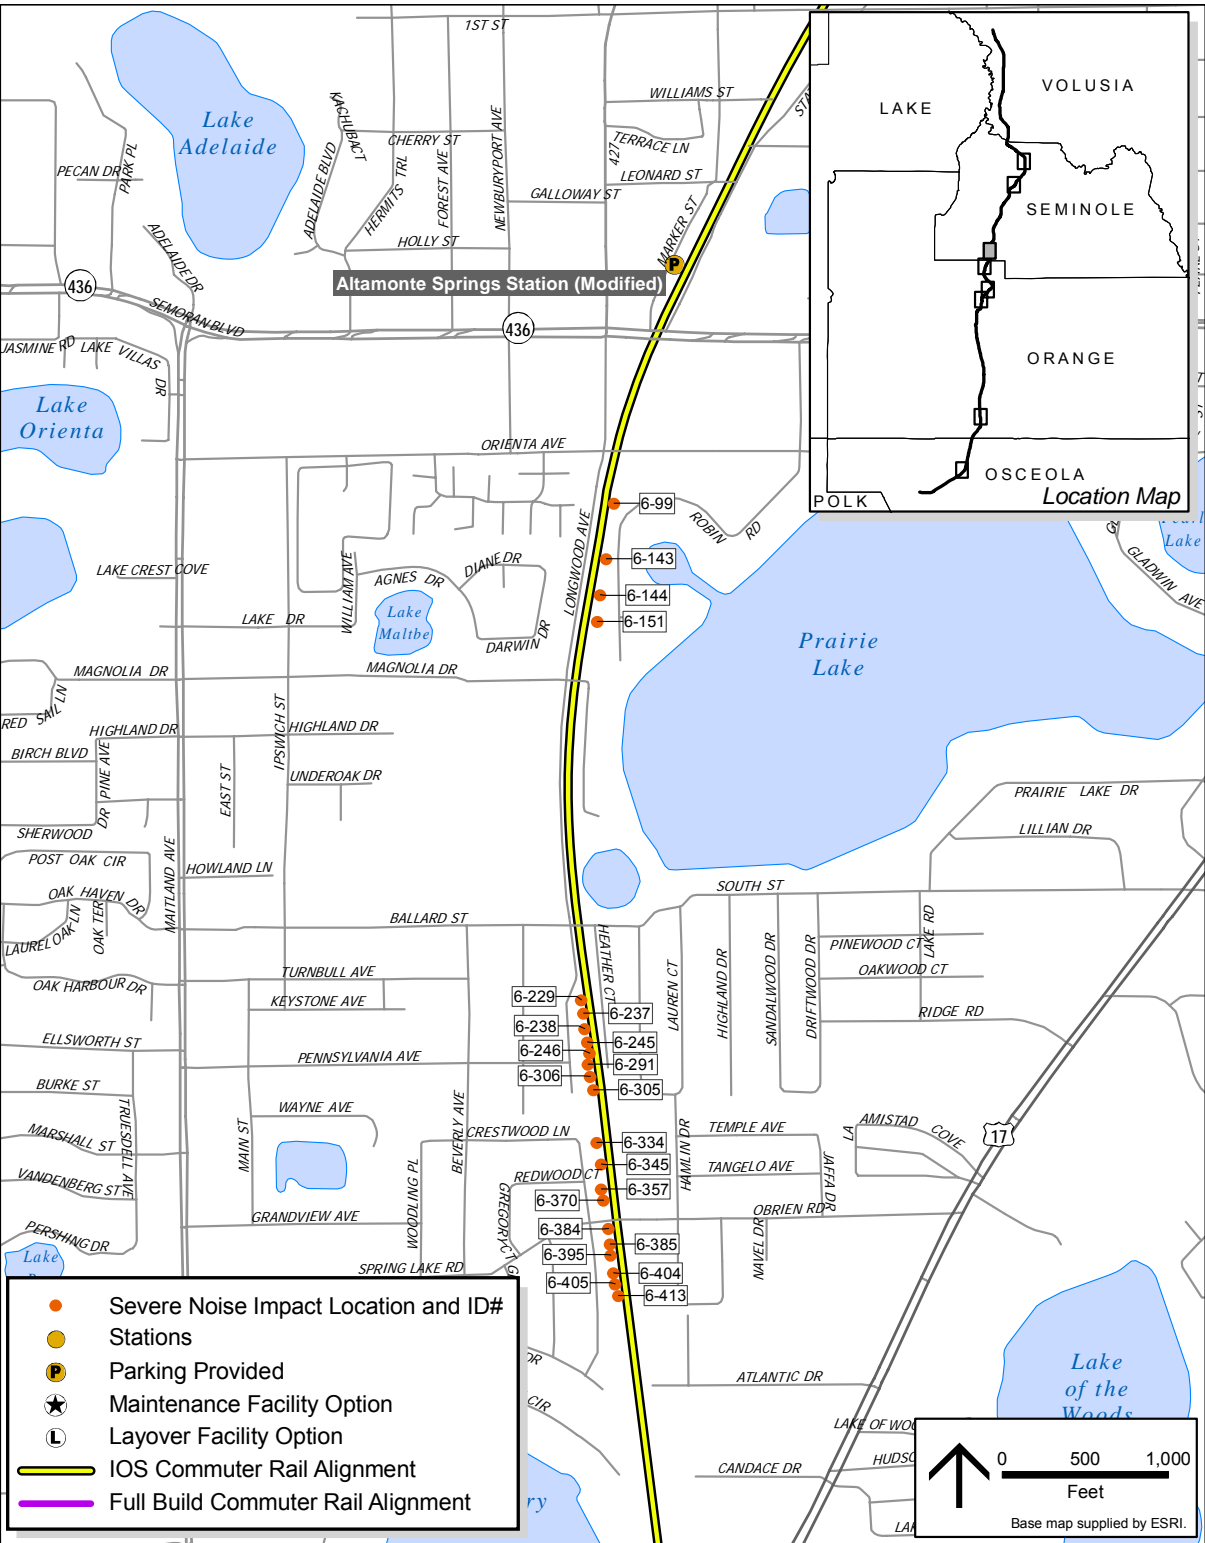 1ST ST
WILLIAMS ST
KACHUBACT
CHERRY ST
427
TERRACE LN
Lake
Adelaide
PECAN DR
PARK PL
ADELAIDE BLVD
HERMITS TRL
FOREST AVE
NEWBURYPORT AVE
LEONARD ST
GALLOWAY ST
MARKER ST
HOLLY ST
ADELAIDE DR
P
Altamonte Springs Station (Modified)
436
SEMORAN BLVD
436
JASMINE RD
LAKE VILLAS
DR
Lake
Orienta
ORIENTA AVE
LAKE
VOLUSIA
SEMINOLE
ORANGE
OSCEOLA
POLK
Location Map
6-99
ROBIN RD
LONGWOOD AVE
6-143
6-144
6-151
LAKE CREST COVE
WILLIAM AVE
AGNES DR
DIANE DR
DARWIN DR
Lake
Maltbe
LAKE DR
Prairie
Lake
Lake
GLADWIN AVE
MAGNOLIA DR
MAGNOLIA DR
RED SAIL LN
HIGHLAND DR
IPSWICH ST
HIGHLAND DR
BIRCH BLVD
PINE AVE
DR
EAST ST
UNDEROAK DR
SHERWOOD
PRAIRIE LAKE DR
LILLIAN DR
POST OAK CIR
MAITLAND AVE
HOWLAND LN
OAK HAVEN DR
SOUTH ST
LAUREL OAK LN
OAK TER
BALLARD ST
HEATHER CT
LAUREN CT
HIGHLAND DR
SANDALWOOD DR
DRIFTWOOD DR
LAKE RD
PINEWOOD CT
OAKWOOD CT
OAK HARBOUR DR
TURNBULL AVE
KEYSTONE AVE
6-229
6-237
6-238
6-245
6-246
6-291
6-306
6-305
RIDGE RD
ELLSWORTH ST
PENNSYLVANIA AVE
BURKE ST
TRUESDELL AVE
WAYNE AVE
BEVERLY AVE
MARSHALL ST
MAIN ST
CRESTWOOD LN
6-334
HAMLIN DR
TEMPLE AVE
LA
AMISTAD COVE
17
6-345
TANGELO AVE
JAFFA DR
VANDENBERG ST
WOODLING PL
REDWOOD CT
GREGORY CT
6-357
6-370
OBRIEN RD
NAVEL DR
GRANDVIEW AVE
PERSHING DR
6-384
6-385
6-395
6-404
6-405
6-413
SPRING LAKE RD
Lake
DR
CIR
ATLANTIC DR
CANDACE DR
Lake
of the
Woods
Severe Noise Impact Location and ID#
Stations
P Parking Provided
Maintenance Facility Option
L Layover Facility Option
IOS Commuter Rail Alignment
Full Build Commuter Rail Alignment
0 500 1,000
Feet
Base map supplied by ESRI.